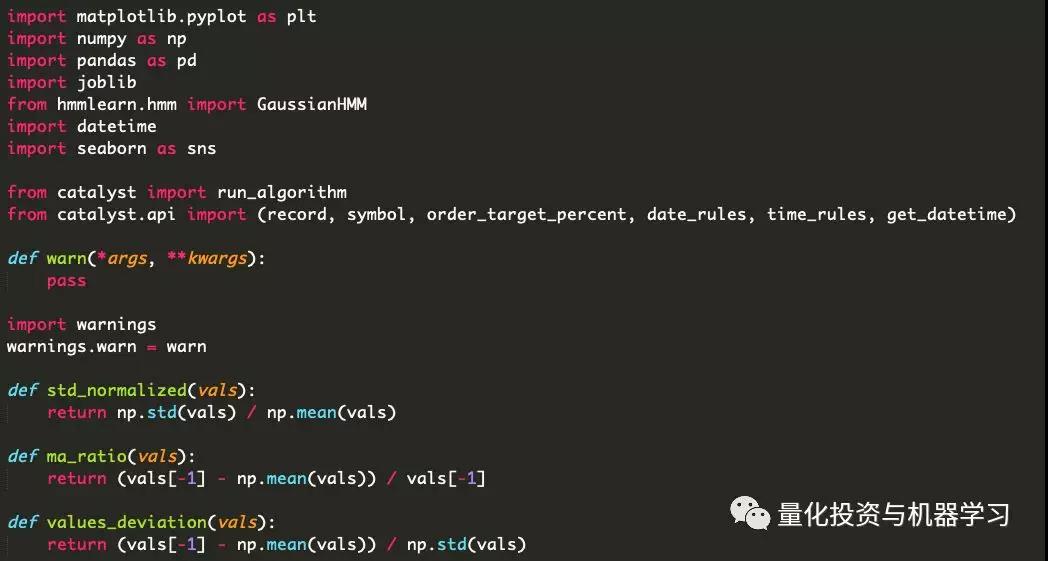 import matplotlib.pyplot as plt
import numpy as np
import pandas as pd
import joblib
from hmmlearn.hmm import GaussianHMM
import datetime
import seaborn as sns
from catalyst import run_algorithm
from catalyst.api import (record, symbol, order_target_percent, date_rules, time_rules, get_datetime)
def warn(*args, **kwargs):
    pass
import warnings
warnings.warn = warn
def std_normalized(vals):
    return np.std(vals) / np.mean(vals)
def ma_ratio(vals):
    return (vals[-1] - np.mean(vals)) / vals[-1]
def values_deviation(vals):
    return (vals[-1] - np.mean(vals)) / np.std(vals)
量化投资与机器学习